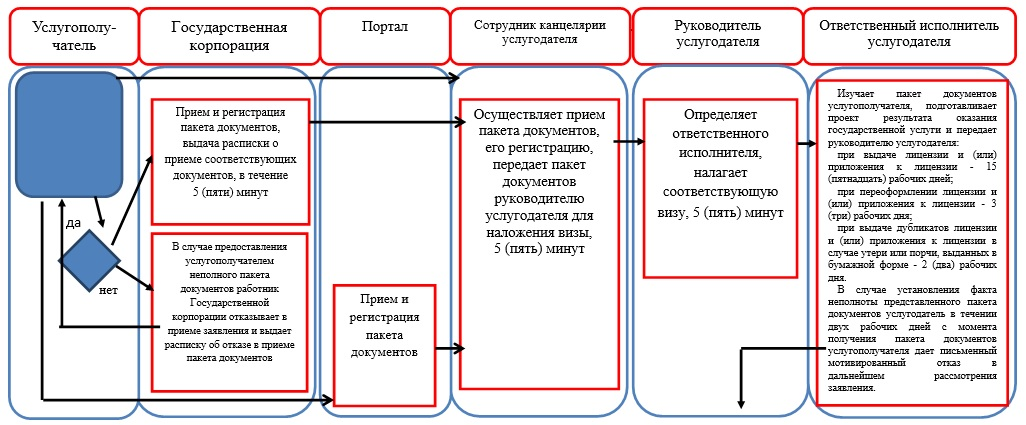 Услугополу-
чатель
Государственная
корпорация
Портал
Сотрудник канцелярии
услугодателя
Руководитель
услугодателя
Ответственный исполнитель
услугодателя
Прием и регистрация
пакета документов,
выдача расписки о
приеме соответствующих
документов, в течение
5 (пяти) минут
да
нет
В случае предоставления
услугополучателем
неполного пакета
документов работник
Государственной
корпорации отказывает в
приеме заявления и выдает
расписку об отказе в приеме
пакета документов
Прием и
регистрация
пакета
документов
Осуществляет прием
пакета документов,
его регистрацию,
передает пакет
документов
руководителю
услугодателя для
наложения визы,
5 (пять) минут
Определяет
ответственного
исполнителя,
налагает
соответствующую
визу, 5 (пять) минут
Изучает пакет документов
услугополучателя, подготавливает
проект результата оказания
государственной услуги и передает
руководителю услугодателя:
при выдаче лицензии и (или)
приложения к лицензии - 15
(пятнадцать) рабочих дней;
при переоформлении лицензии и
(или) приложения к лицензии - 3
(три) рабочих дня;
при выдаче дубликатов лицензии
и (или) приложения к лицензии в
случае утери или порчи, выданных в
бумажной форме - 2 (два) рабочих
дня.
В случае установления факта
неполноты представленного пакета
документов услугодатель в течении
двух рабочих дней с момента
получения пакета документов
услугополучателя дает письменный
мотивированный отказ в
дальнейшем рассмотрения
заявления.